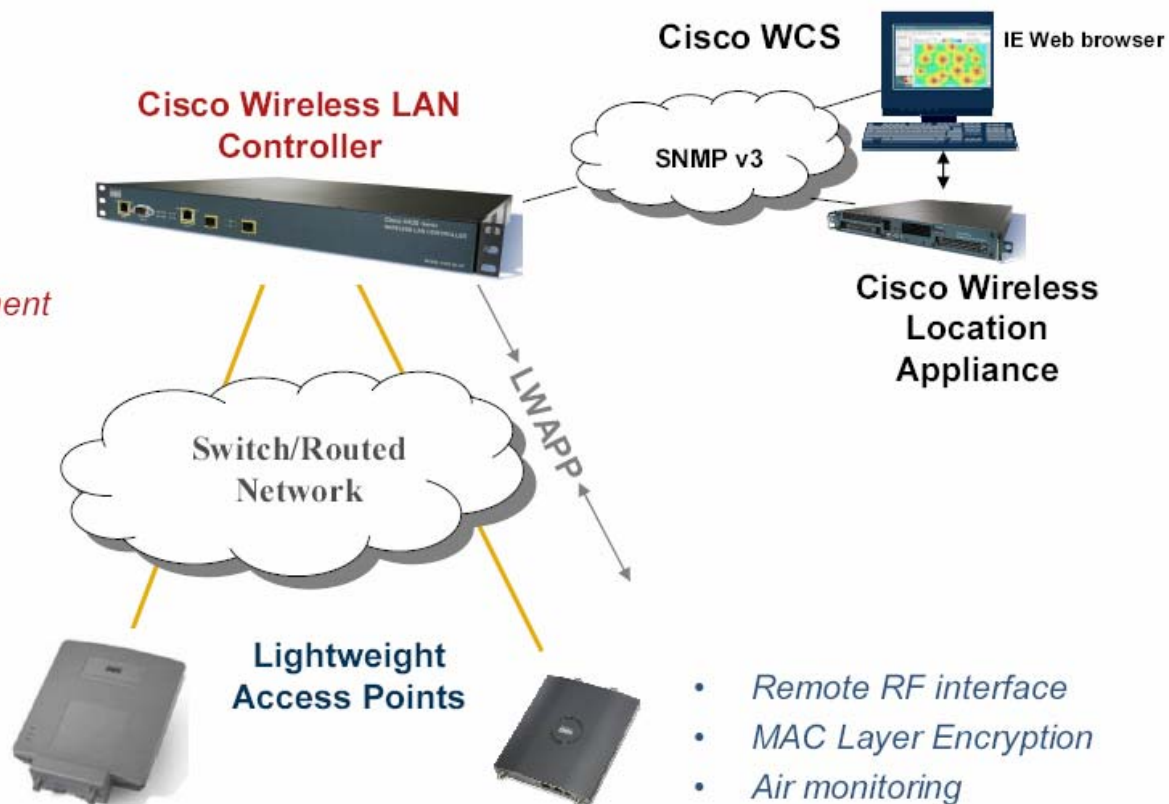 Cisco WCS
IE Web browser
Cisco Wireless LAN
Controller
SNMP v3
Cisco Wireless
Location
Appliance
LWAPP
Switch/Routed
Network
Lightweight
Access Points
• Remote RF interface
• MAC Layer Encryption
• Air monitoring